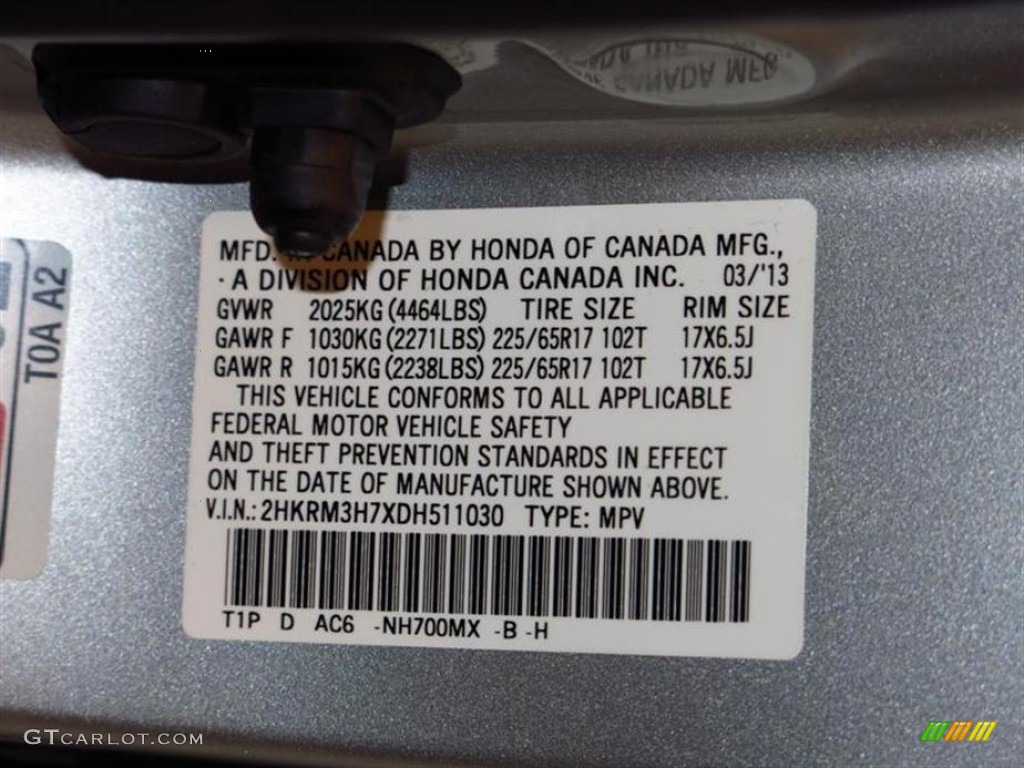 CANADA MFG
MFD. CANADA BY HONDA OF CANADA MFG.,
·A DIVISION OF HONDA CANADA INC. 03/'13
GVWR 2025KG (4464LBS) TIRE SIZE RIM SIZE
GAWR F 1030KG (2271LBS) 225/65R17 102T 17X6.5J
GAWR R 1015KG (2238LBS) 225/65R17 102T 17X6.5J
THIS VEHICLE CONFORMS TO ALL APPLICABLE
FEDERAL MOTOR VEHICLE SAFETY
AND THEFT PREVENTION STANDARDS IN EFFECT
ON THE DATE OF MANUFACTURE SHOWN ABOVE.
V.I.N.: 2HKRM3H7XDH511030 TYPE: MPV
T1P D AC6 -NH700MX -B -H
T0A A2
GTCARLOT.COM